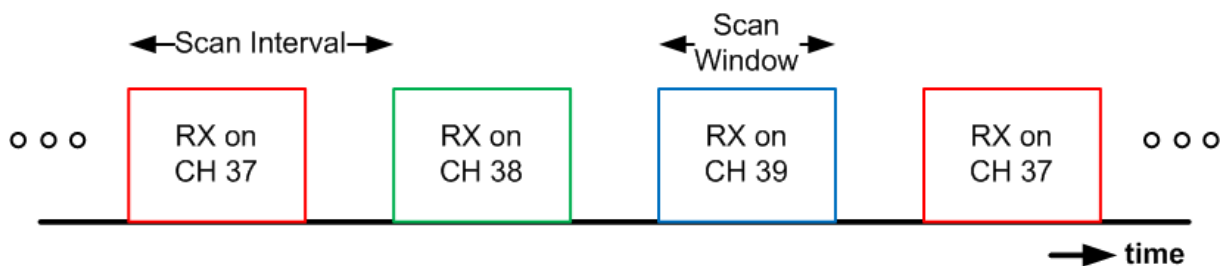 Scan Interval
Scan
Window
RX on
CH 37
RX on
CH 38
RX on
CH 39
RX on
CH 37
time